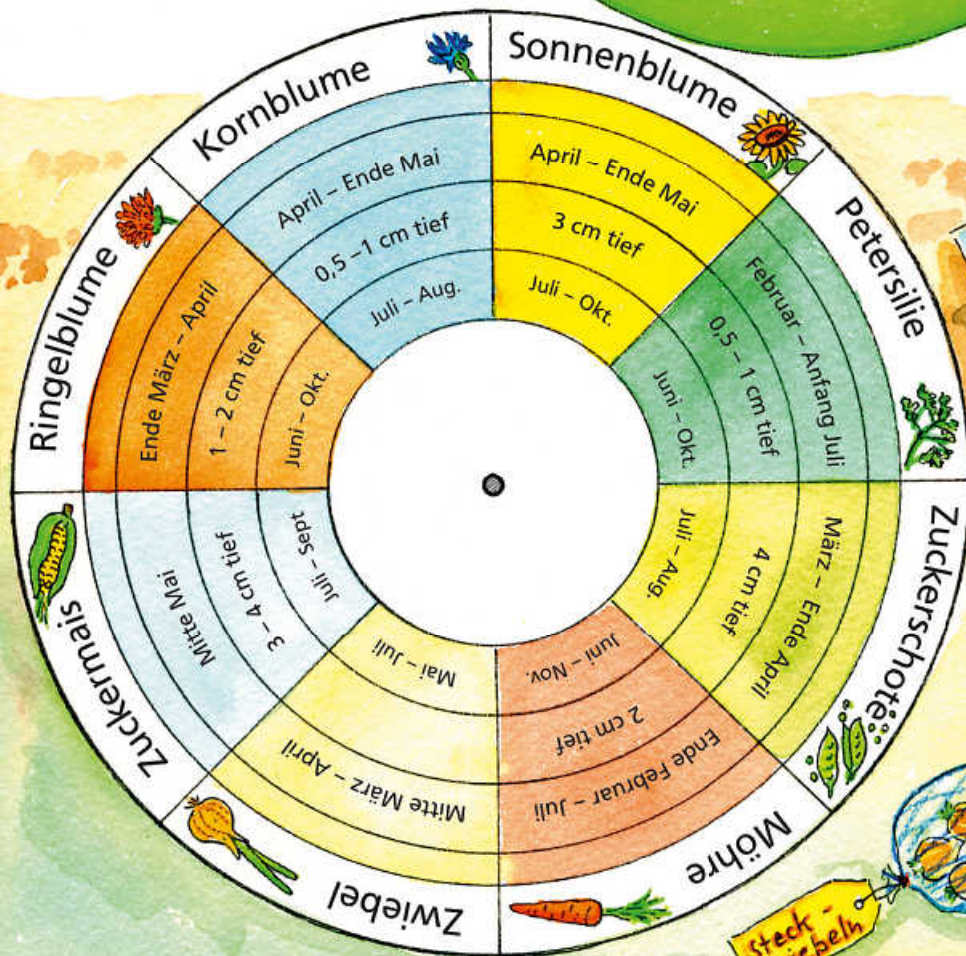 Sonnenblume
April – Ende Mai
3 cm tief
Juli – Okt.
Petersilie
Februar – Anfang Juli
0,5 – 1 cm tief
Juni – Okt.
Zuckerschote
März – Ende April
4 cm tief
Juli – Aug.
Möhre
Ende Februar – Juli
2 cm tief
Juni – Nov.
Zwiebel
Mitte März – April
Mai – Juli
Zuckermais
Mitte Mai
3 – 4 cm tief
Juli – Sept
Ringelblume
Ende März – April
1 – 2 cm tief
Juni – Okt.
Kornblume
April – Ende Mai
0,5 –1 cm tief
Juli – Aug.
steck-